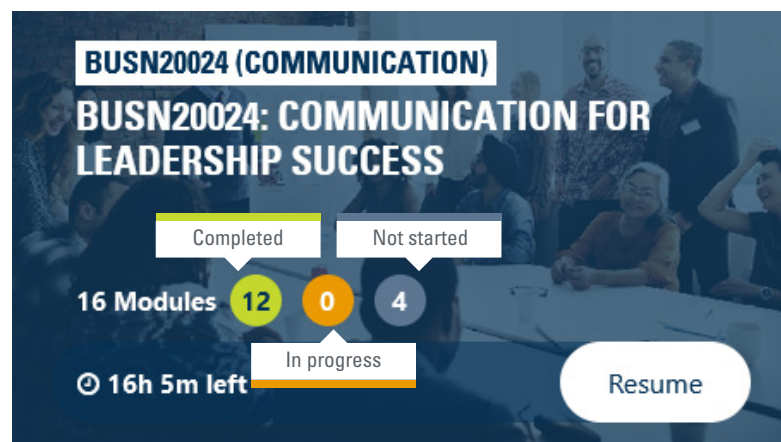 BUSN20024 (COMMUNICATION)
BUSN20024: COMMUNICATION FOR
LEADERSHIP SUCCESS
Completed
Not started
16 Modules 12 0 4
In progress
16h 5m left
Resume